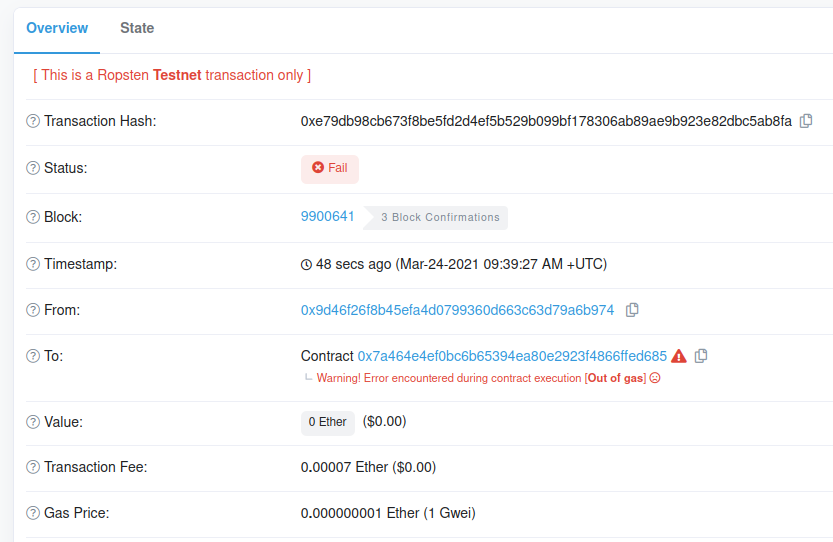 Overview State
[ This is a Ropsten Testnet transaction only ]
Transaction Hash: 0xe79db98cb673f8be5fd2d4ef5b529b099bf178306ab89ae9b923e82dbc5ab8fa
Status: Fail
Block: 9900641 3 Block Confirmations
Timestamp: 48 secs ago (Mar-24-2021 09:39:27 AM +UTC)
From: 0x9d46f26f8b45efa4d0799360d663c63d79a6b974
To: Contract 0x7a464e4ef0bc6b65394ea80e2923f4866ffed685
Warning! Error encountered during contract execution [Out of gas]
Value: 0 Ether ($0.00)
Transaction Fee: 0.00007 Ether ($0.00)
Gas Price: 0.000000001 Ether (1 Gwei)